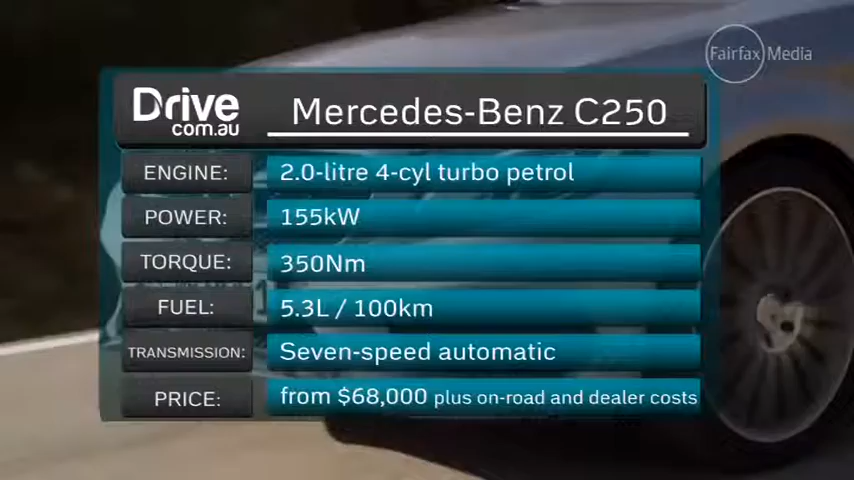 Fairfax Media
Drive
com.au
Mercedes-Benz C250
ENGINE: 2.0-litre 4-cyl turbo petrol
POWER: 155kW
TORQUE: 350Nm
FUEL: 5.3L / 100km
TRANSMISSION: Seven-speed automatic
PRICE: from $68,000 plus on-road and dealer costs